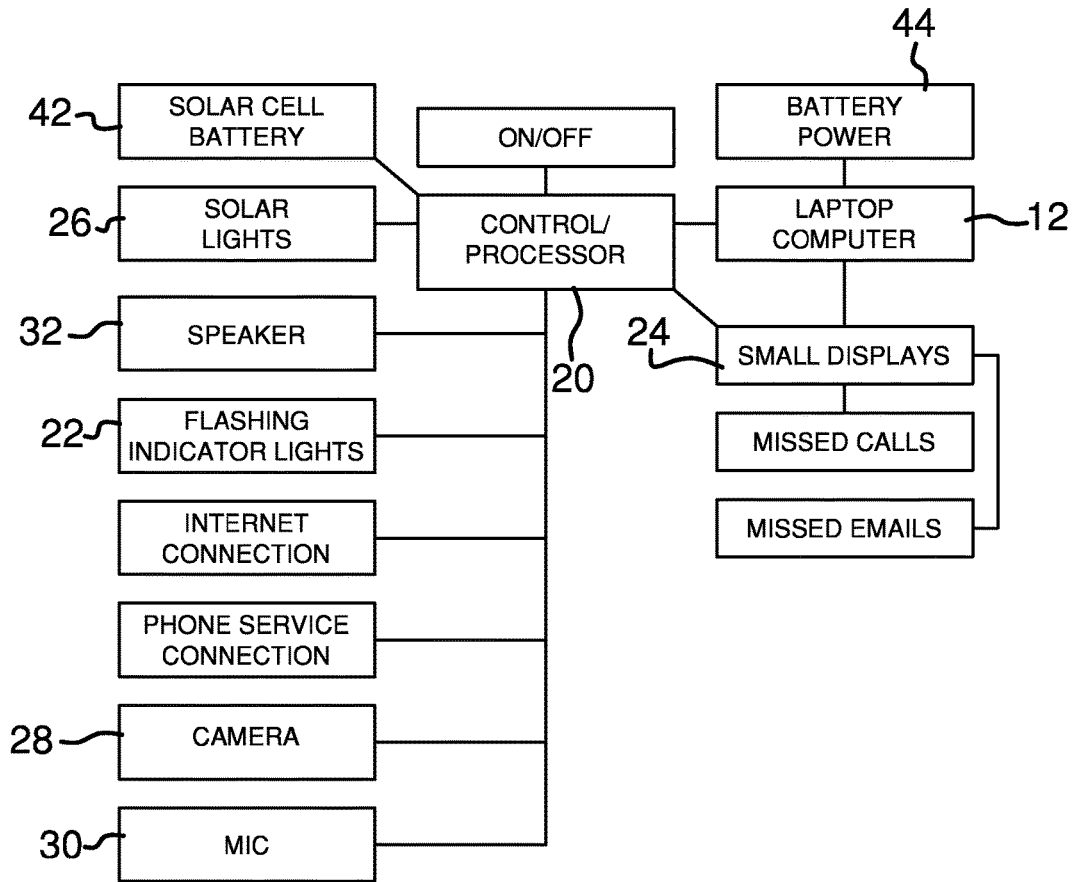 44
42
SOLAR CELL
BATTERY
ON/OFF
BATTERY
POWER
26
SOLAR
LIGHTS
CONTROL/
PROCESSOR
LAPTOP
COMPUTER
12
32
SPEAKER
20
24
SMALL DISPLAYS
22
FLASHING
INDICATOR LIGHTS
MISSED CALLS
INTERNET
CONNECTION
MISSED EMAILS
PHONE SERVICE
CONNECTION
28
CAMERA
30
MIC